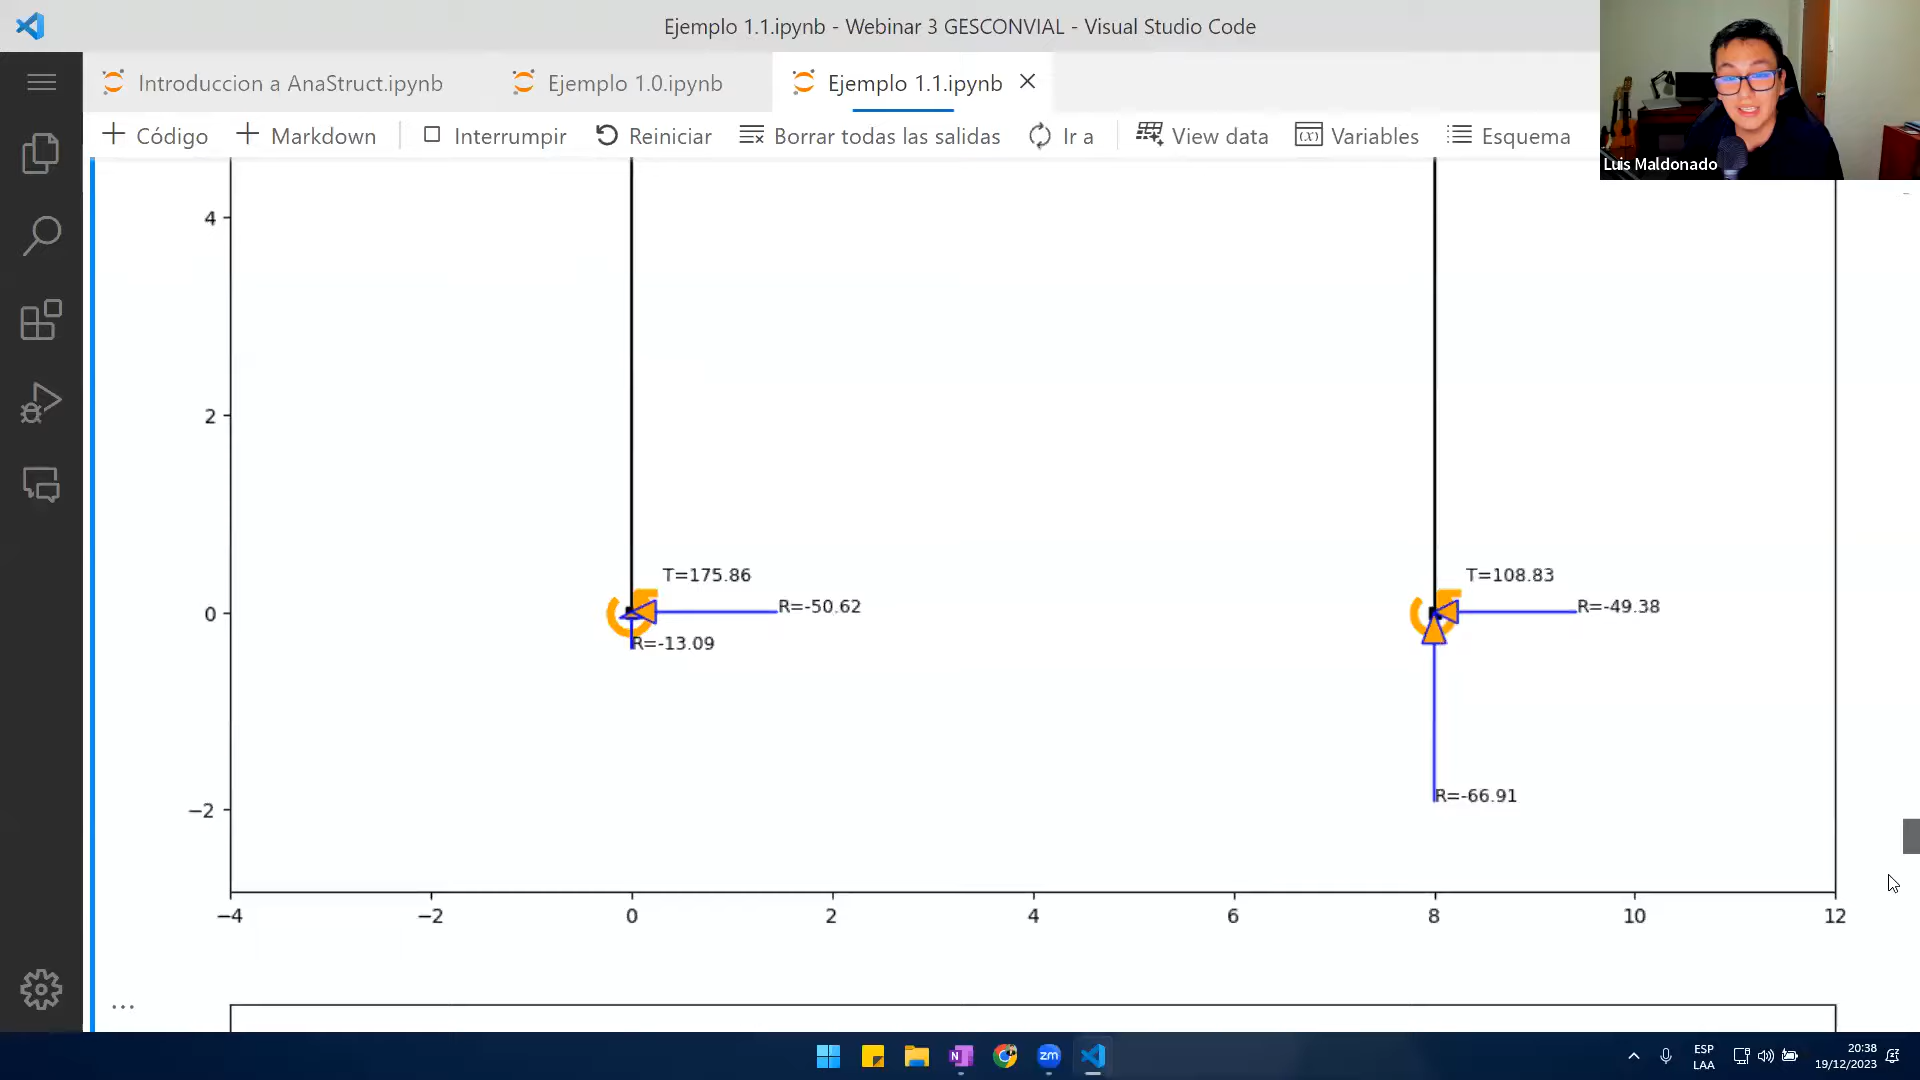 Ejemplo 1.1.ipynb - Webinar 3 GESCONVIAL - Visual Studio Code
Introduccion a AnaStruct.ipynb
Ejemplo 1.0.ipynb
Ejemplo 1.1.ipynb
Código
Markdown
Interrumpir
Reiniciar
Borrar todas las salidas
Ir a
View data
Variables
Esquema
Luis Maldonado
4
2
0
−2
T=175.86
R=-50.62
R=-13.09
T=108.83
R=-49.38
R=-66.91
−4
−2
0
2
4
6
8
10
12
...
N
zm
ESP
LAA
20:38
19/12/2023